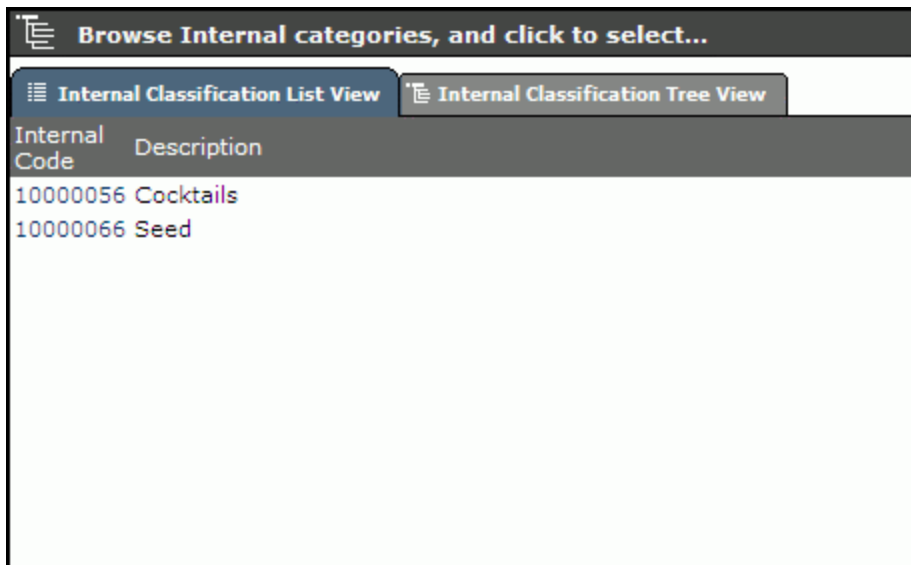 Browse Internal categories, and click to select...
Internal Classification List View Internal Classification Tree View
Internal
Code Description
10000056 Cocktails
10000066 Seed